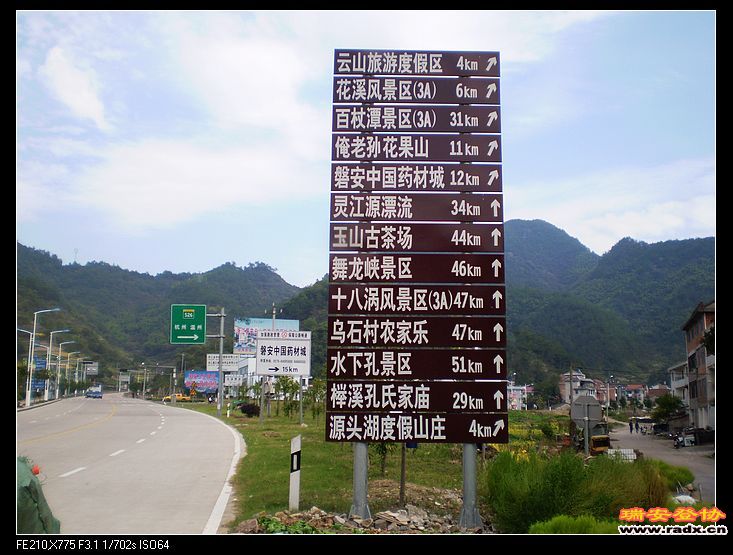 云山旅游度假区 4km
花溪风景区(3A) 6km
百杖潭景区(3A) 31km
俺老孙花果山 11km
磐安中国药材城 12km
灵江源漂流 34km
玉山古茶场 44km
舞龙峡景区 46km
十八涡风景区(3A) 47km
乌石村农家乐 47km
水下孔景区 51km
榉溪孔氏家庙 29km
源头湖度假山庄 4km
S26
杭州 温州
磐安中国药材城
15km
瑞安登协
www.radx.cn
FE210,X775 F3.1 1/702s ISO64